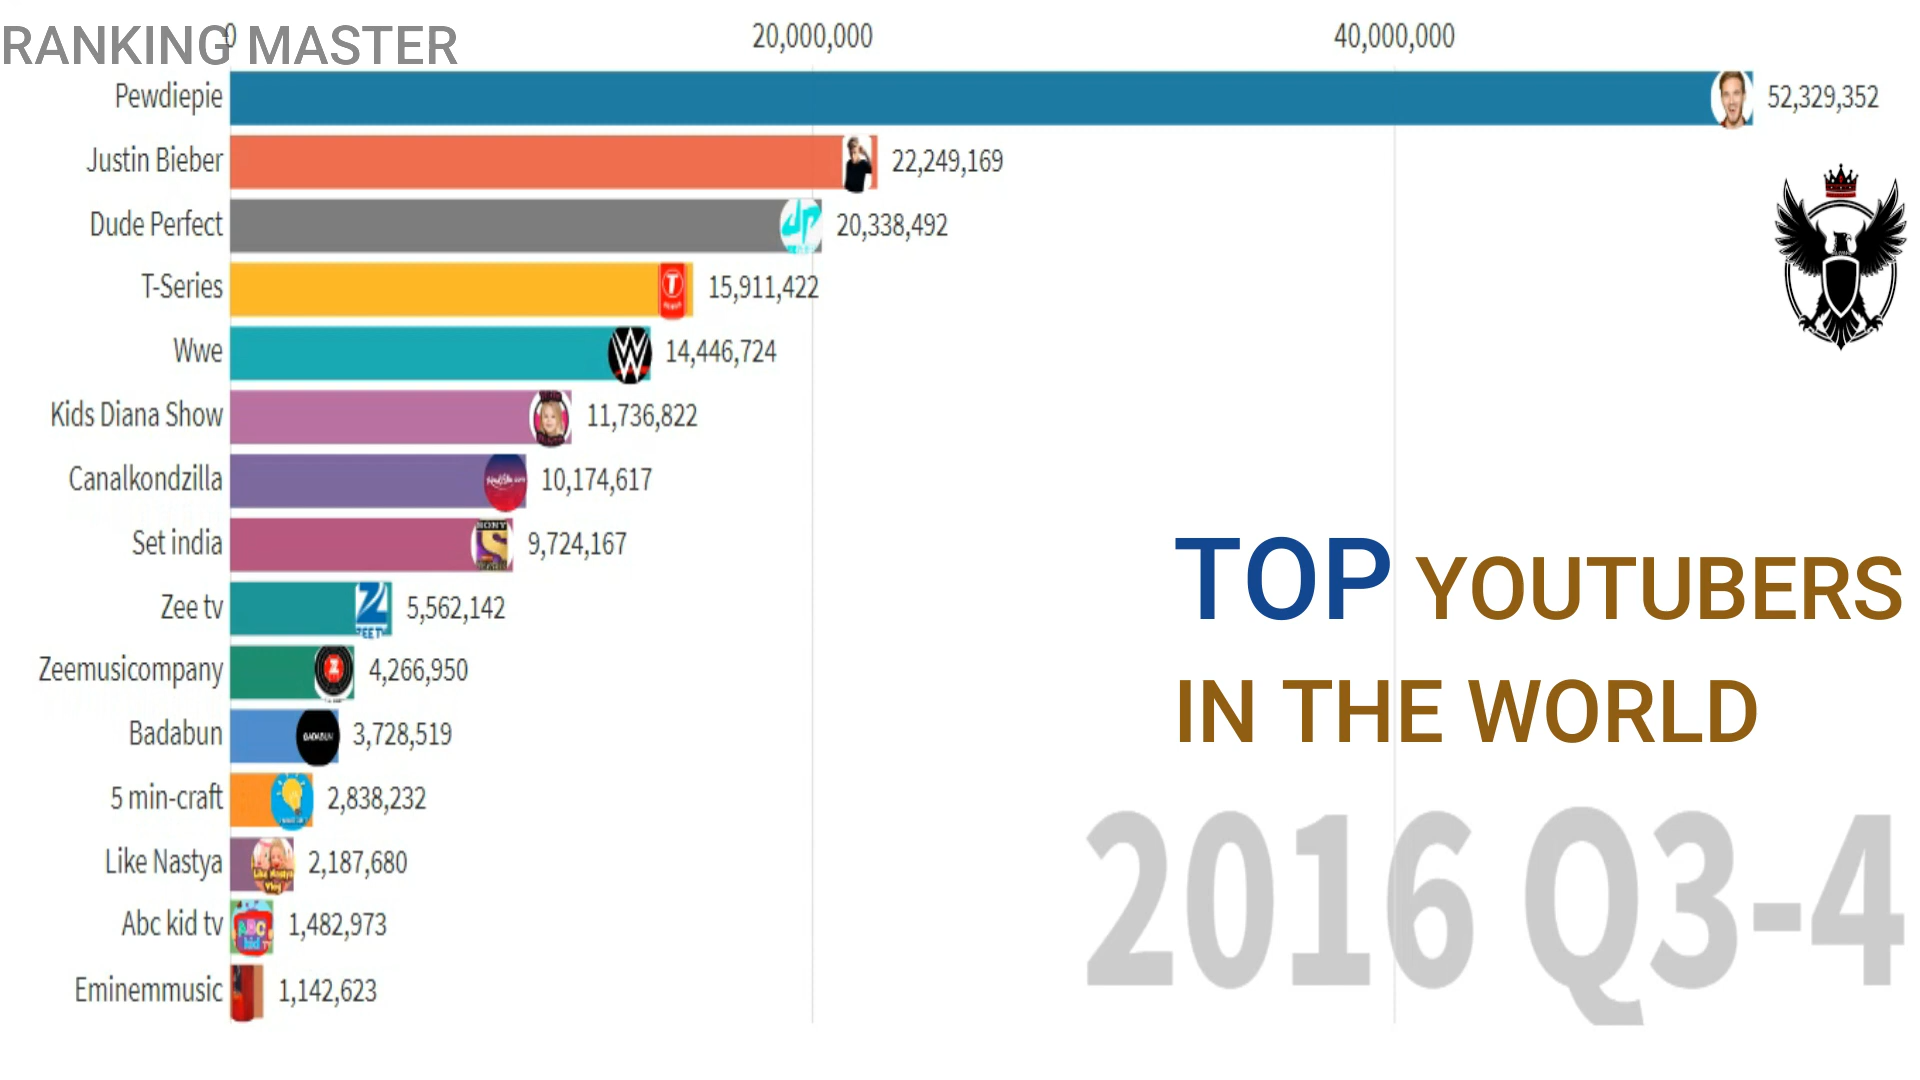 RANKING MASTER
0 20,000,000 40,000,000
Pewdiepie 52,329,352
Justin Bieber 22,249,169
Dude Perfect 20,338,492
T-Series 15,911,422
Wwe 14,446,724
Kids Diana Show 11,736,822
Canalkondzilla 10,174,617
Set india 9,724,167
Zee tv 5,562,142
Zeemusicompany 4,266,950
Badabun 3,728,519
5 min-craft 2,838,232
Like Nastya 2,187,680
Abc kid tv 1,482,973
Eminemmusic 1,142,623
TOP YOUTUBERS
IN THE WORLD
2016 Q3-4